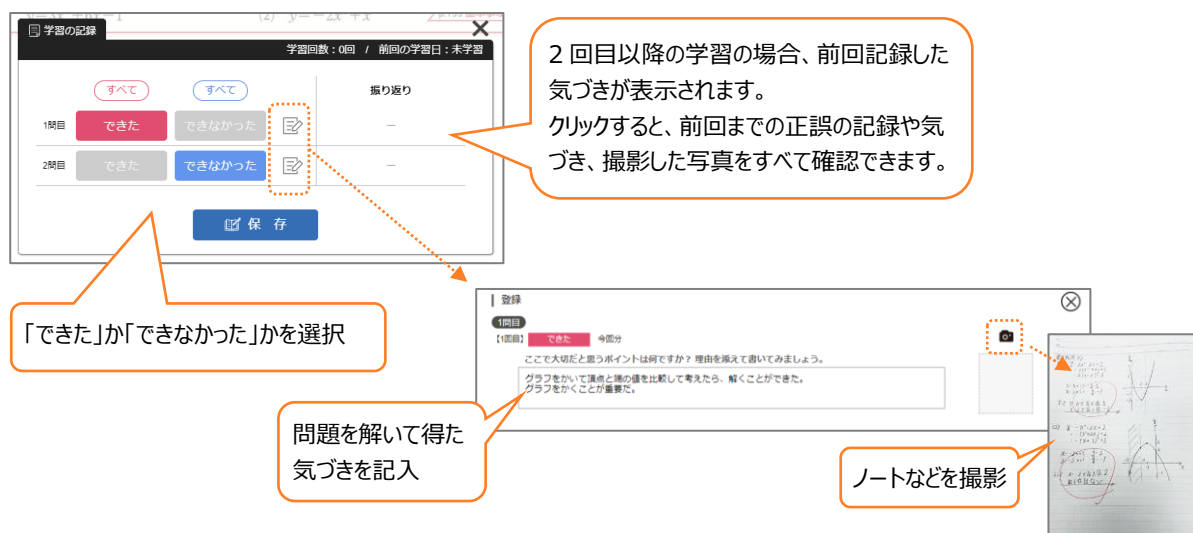 (2)
学習の記録
学習回数：0回 / 前回の学習日：未学習
すべて すべて 振り返り
1問目 できた できなかった －
2問目 できた できなかった －
保 存
2 回目以降の学習の場合、前回記録した
気づきが表示されます。
クリックすると、前回までの正誤の記録や気
づき、撮影した写真をすべて確認できます。
「できた」か「できなかった」かを選択
登録
1問目
【1回目】 できた 今回分
ここで大切だと思うポイントは何ですか？ 理由を添えて書いてみましょう。
グラフをかいて頂点と端の値を比較して考えたら、解くことができた。
グラフをかくことが重要だ。
問題を解いて得た
気づきを記入
ノートなどを撮影